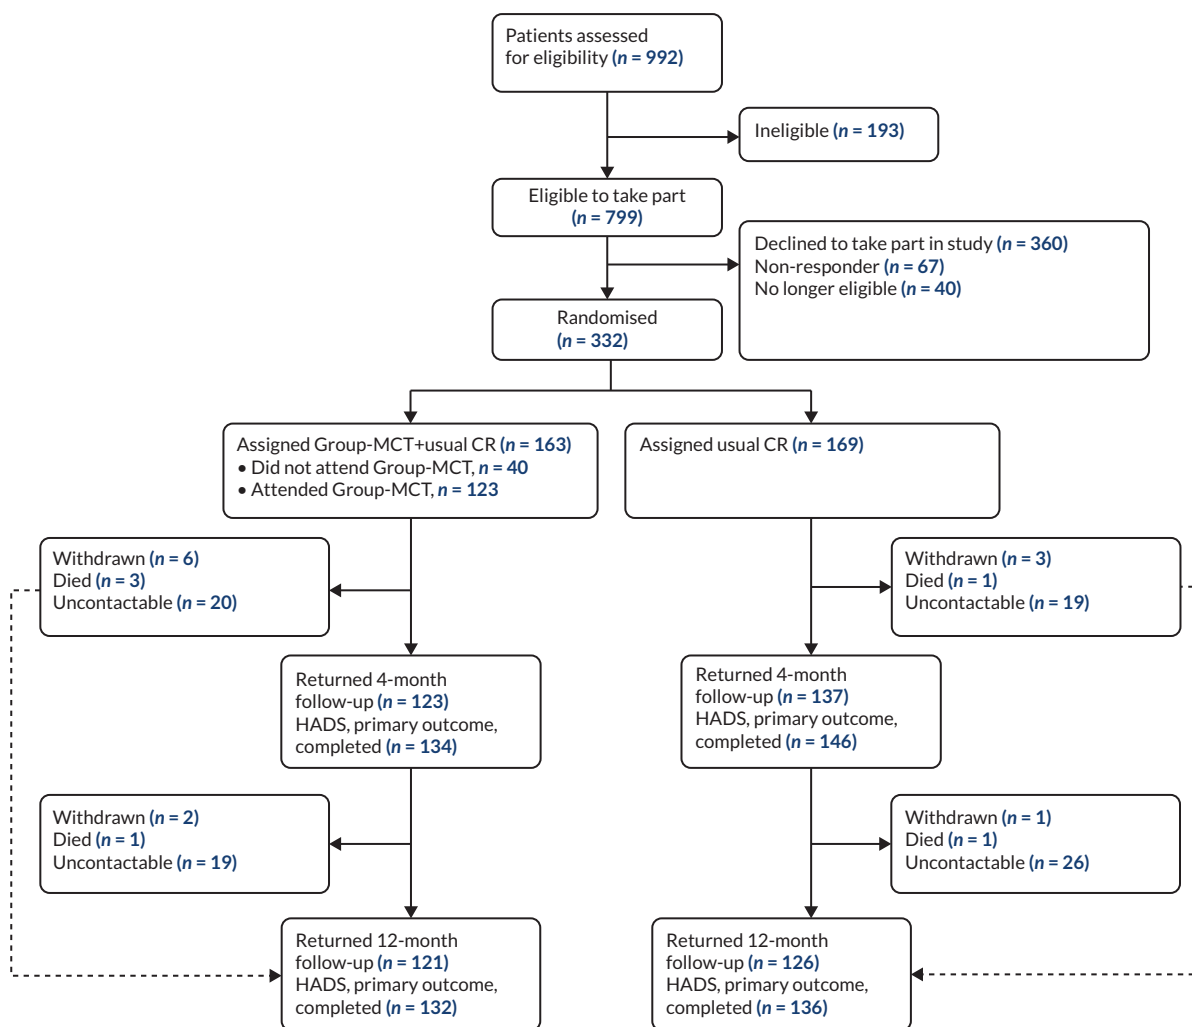 Patients assessed
for eligibility (n = 992)
Ineligible (n = 193)
Eligible to take part
(n = 799)
Declined to take part in study (n = 360)
Non-responder (n = 67)
No longer eligible (n = 40)
Randomised
(n = 332)
Assigned Group-MCT+usual CR (n = 163)
• Did not attend Group-MCT, n = 40
• Attended Group-MCT, n = 123
Assigned usual CR (n = 169)
Withdrawn (n = 6)
Died (n = 3)
Uncontactable (n = 20)
Withdrawn (n = 3)
Died (n = 1)
Uncontactable (n = 19)
Returned 4-month
follow-up (n = 123)
HADS, primary outcome,
completed (n = 134)
Returned 4-month
follow-up (n = 137)
HADS, primary outcome,
completed (n = 146)
Withdrawn (n = 2)
Died (n = 1)
Uncontactable (n = 19)
Withdrawn (n = 1)
Died (n = 1)
Uncontactable (n = 26)
Returned 12-month
follow-up (n = 121)
HADS, primary outcome,
completed (n = 132)
Returned 12-month
follow-up (n = 126)
HADS, primary outcome,
completed (n = 136)